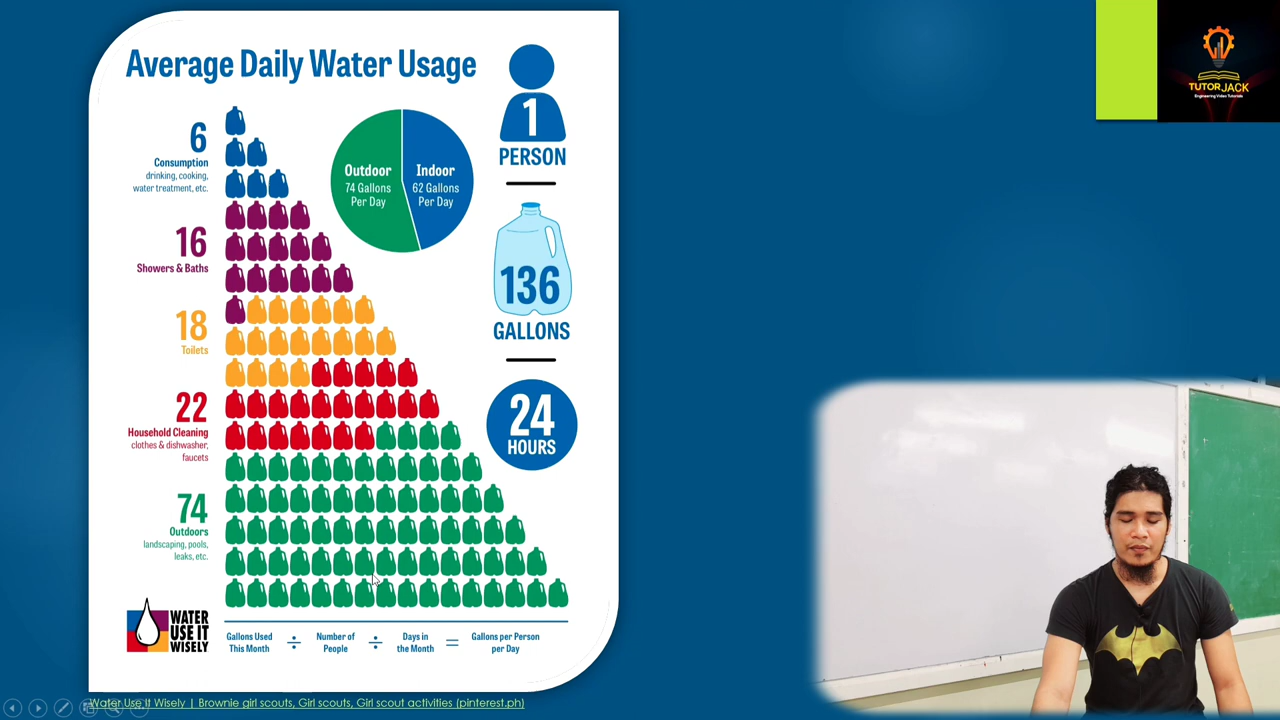 Average Daily Water Usage
6
Consumption
drinking, cooking,
water treatment, etc.
16
Showers & Baths
18
Toilets
22
Household Cleaning
clothes & dishwasher,
faucets
74
Outdoors
landscaping, pools,
leaks, etc.
Outdoor
74 Gallons
Per Day
Indoor
62 Gallons
Per Day
1
PERSON
136
GALLONS
24
HOURS
WATER
USE IT
WISELY
Gallons Used
This Month
÷
Number of
People
÷
Days in
the Month
=
Gallons per Person
per Day
Water Use It Wisely | Brownie girl scouts, Girl scouts, Girl scout activities (pinterest.ph)
TUTORJACK
Engineering Video Tutorials